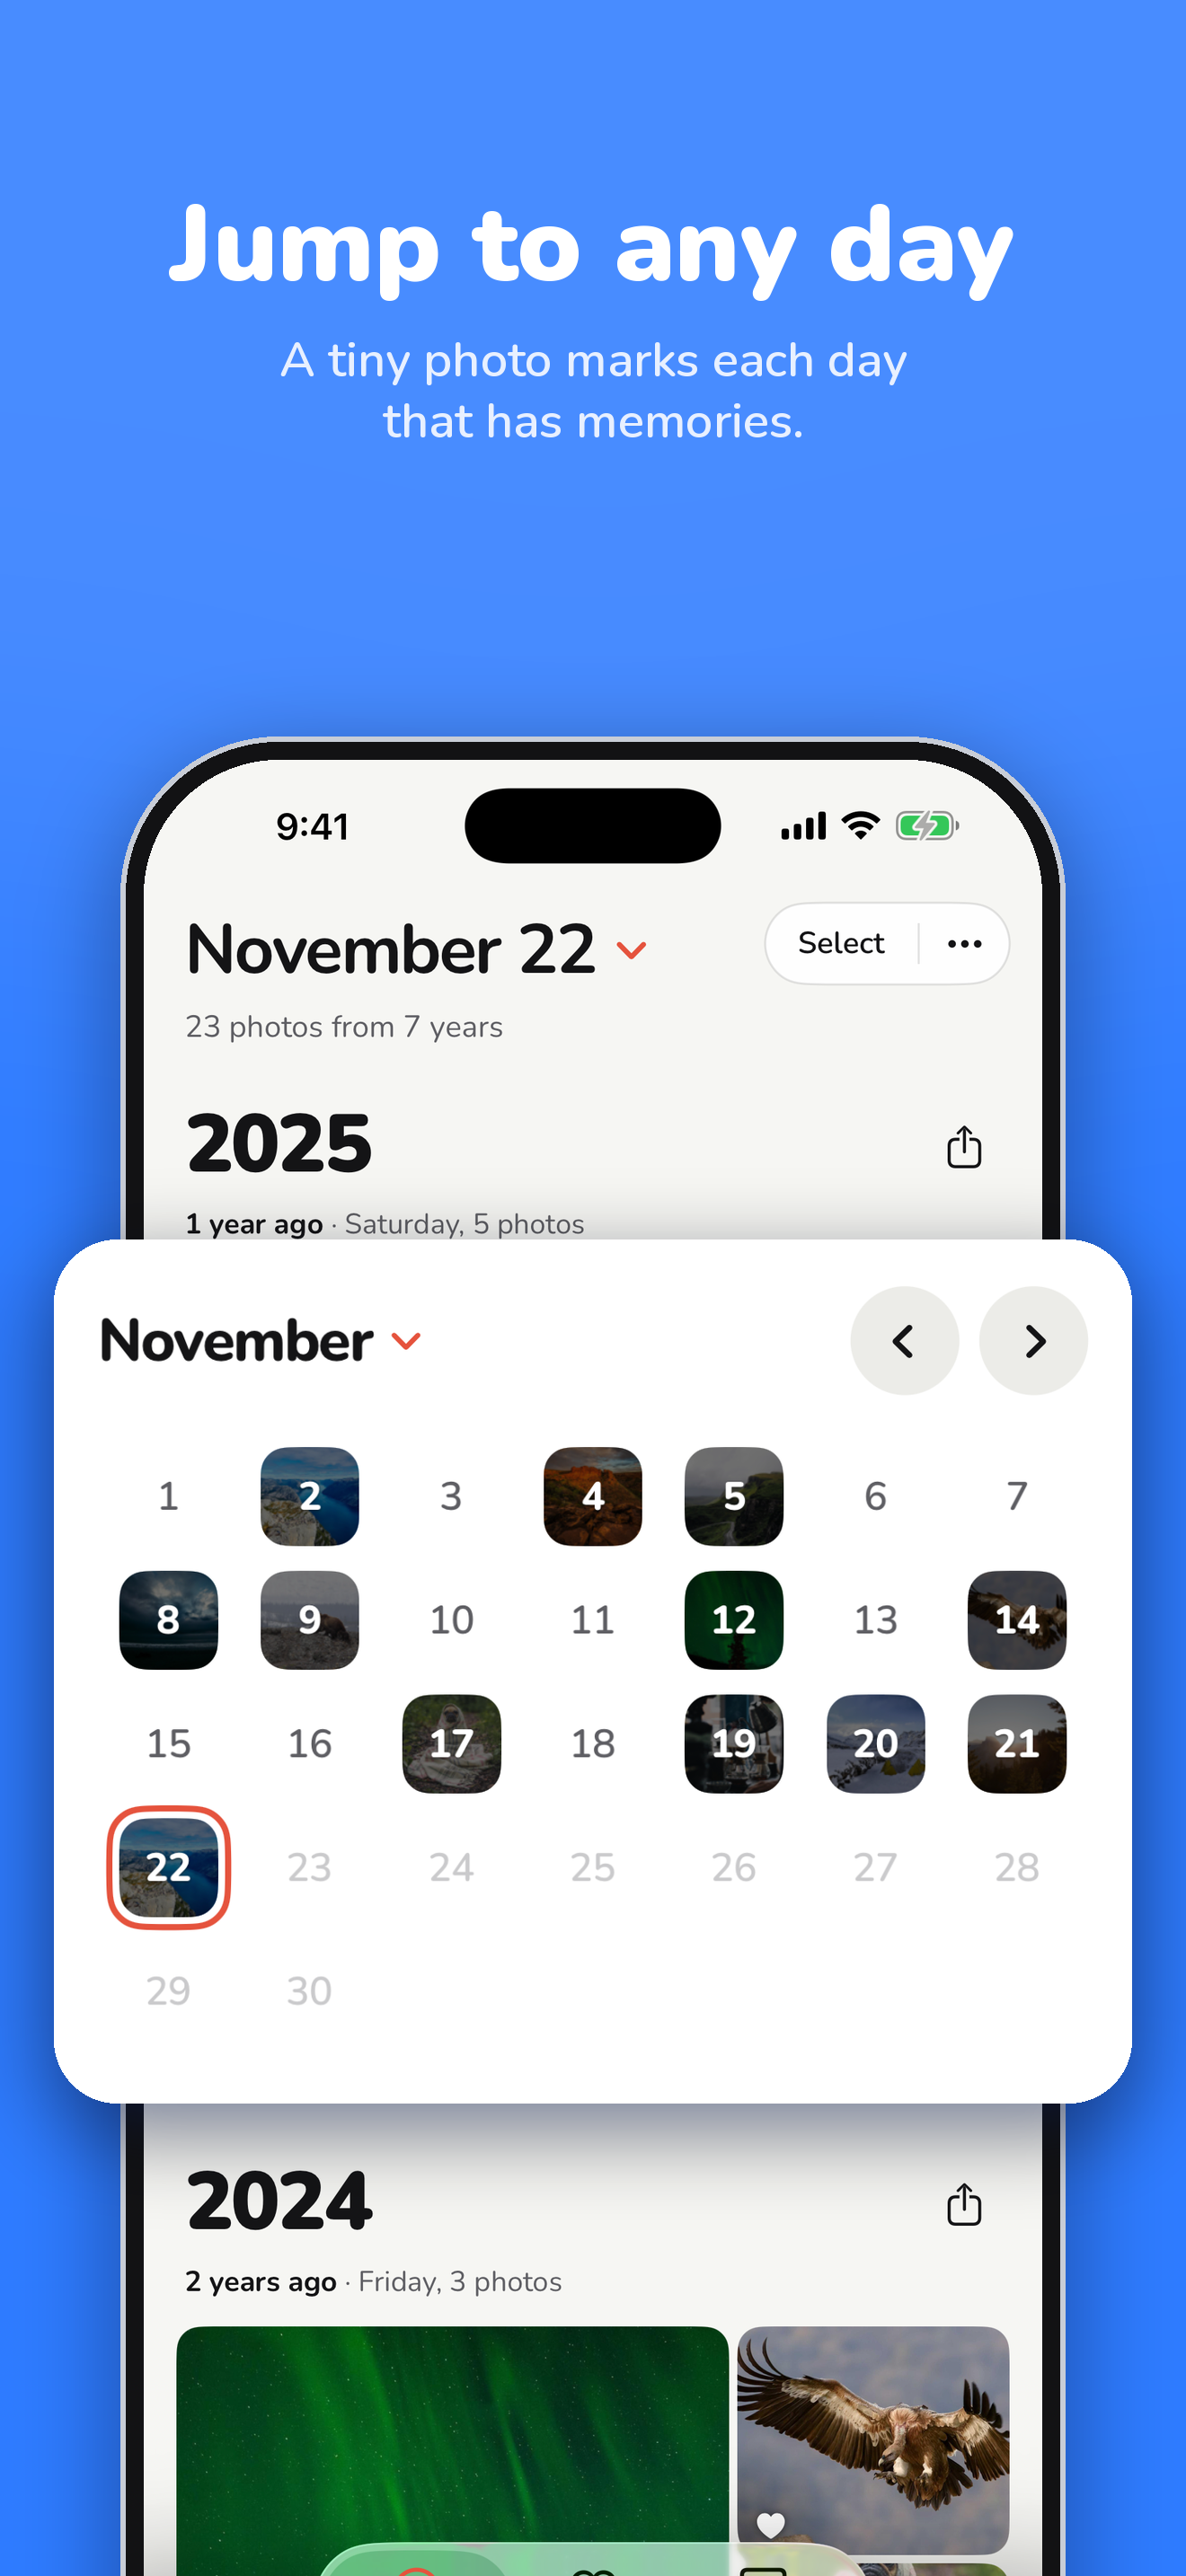 Jump to any day
A tiny photo marks each day
that has memories.
9:41
November 22
Select
23 photos from 7 years
2025
1 year ago · Saturday, 5 photos
November
1 2 3 4 5 6 7
8 9 10 11 12 13 14
15 16 17 18 19 20 21
22 23 24 25 26 27 28
29 30
2024
2 years ago · Friday, 3 photos